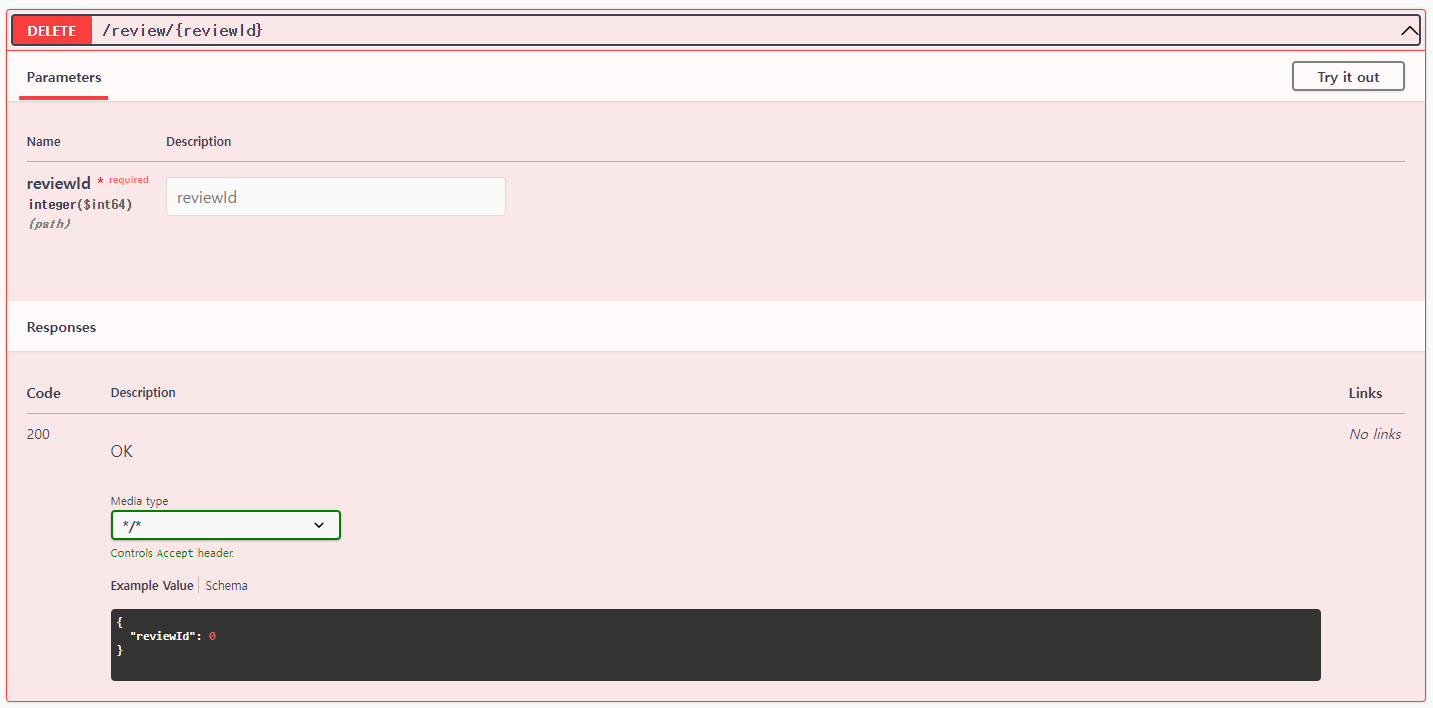 DELETE /review/{reviewId}
Parameters
Try it out
Name Description
reviewId * required
integer($int64)
(path)
reviewId
Responses
Code Description Links
200 OK No links
Media type
*/*
Controls Accept header.
Example Value Schema
{
"reviewId": 0
}